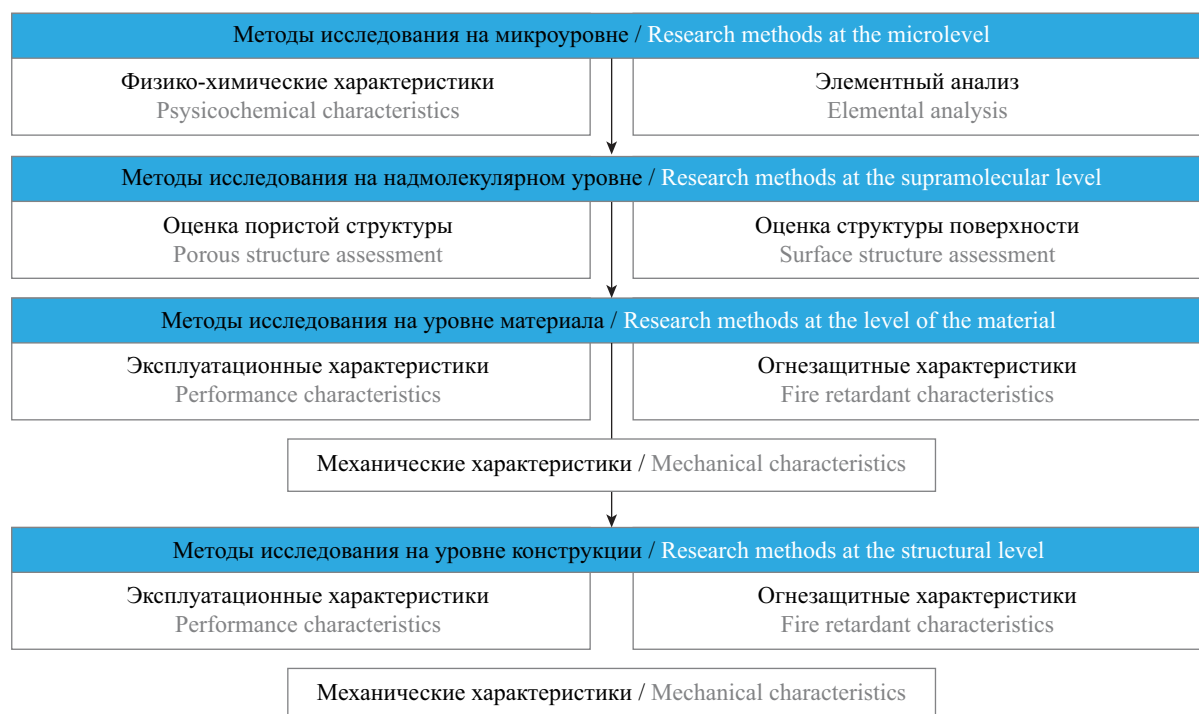 Методы исследования на микроуровне / Research methods at the microlevel
Физико-химические характеристики
Psysicochemical characteristics
Элементный анализ
Elemental analysis
Методы исследования на надмолекулярном уровне / Research methods at the supramolecular level
Оценка пористой структуры
Porous structure assessment
Оценка структуры поверхности
Surface structure assessment
Методы исследования на уровне материала / Research methods at the level of the material
Эксплуатационные характеристики
Performance characteristics
Огнезащитные характеристики
Fire retardant characteristics
Механические характеристики / Mechanical characteristics
Методы исследования на уровне конструкции / Research methods at the structural level
Эксплуатационные характеристики
Performance characteristics
Огнезащитные характеристики
Fire retardant characteristics
Механические характеристики / Mechanical characteristics